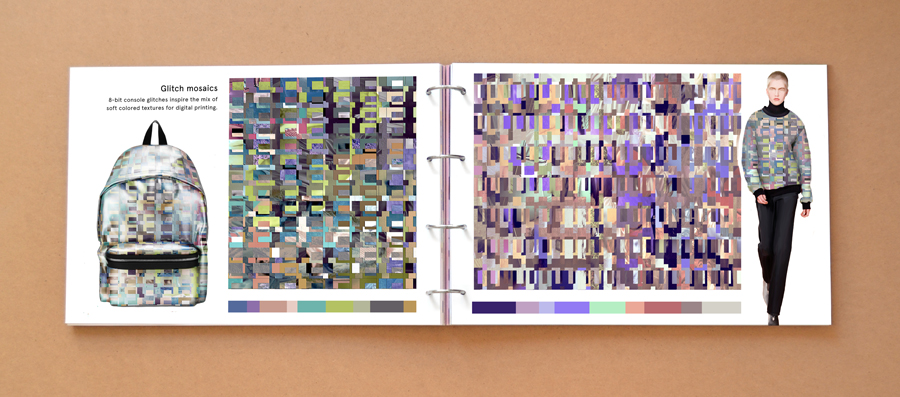 Glitch mosaics
8-bit console glitches inspire the mix of
soft colored textures for digital printing.